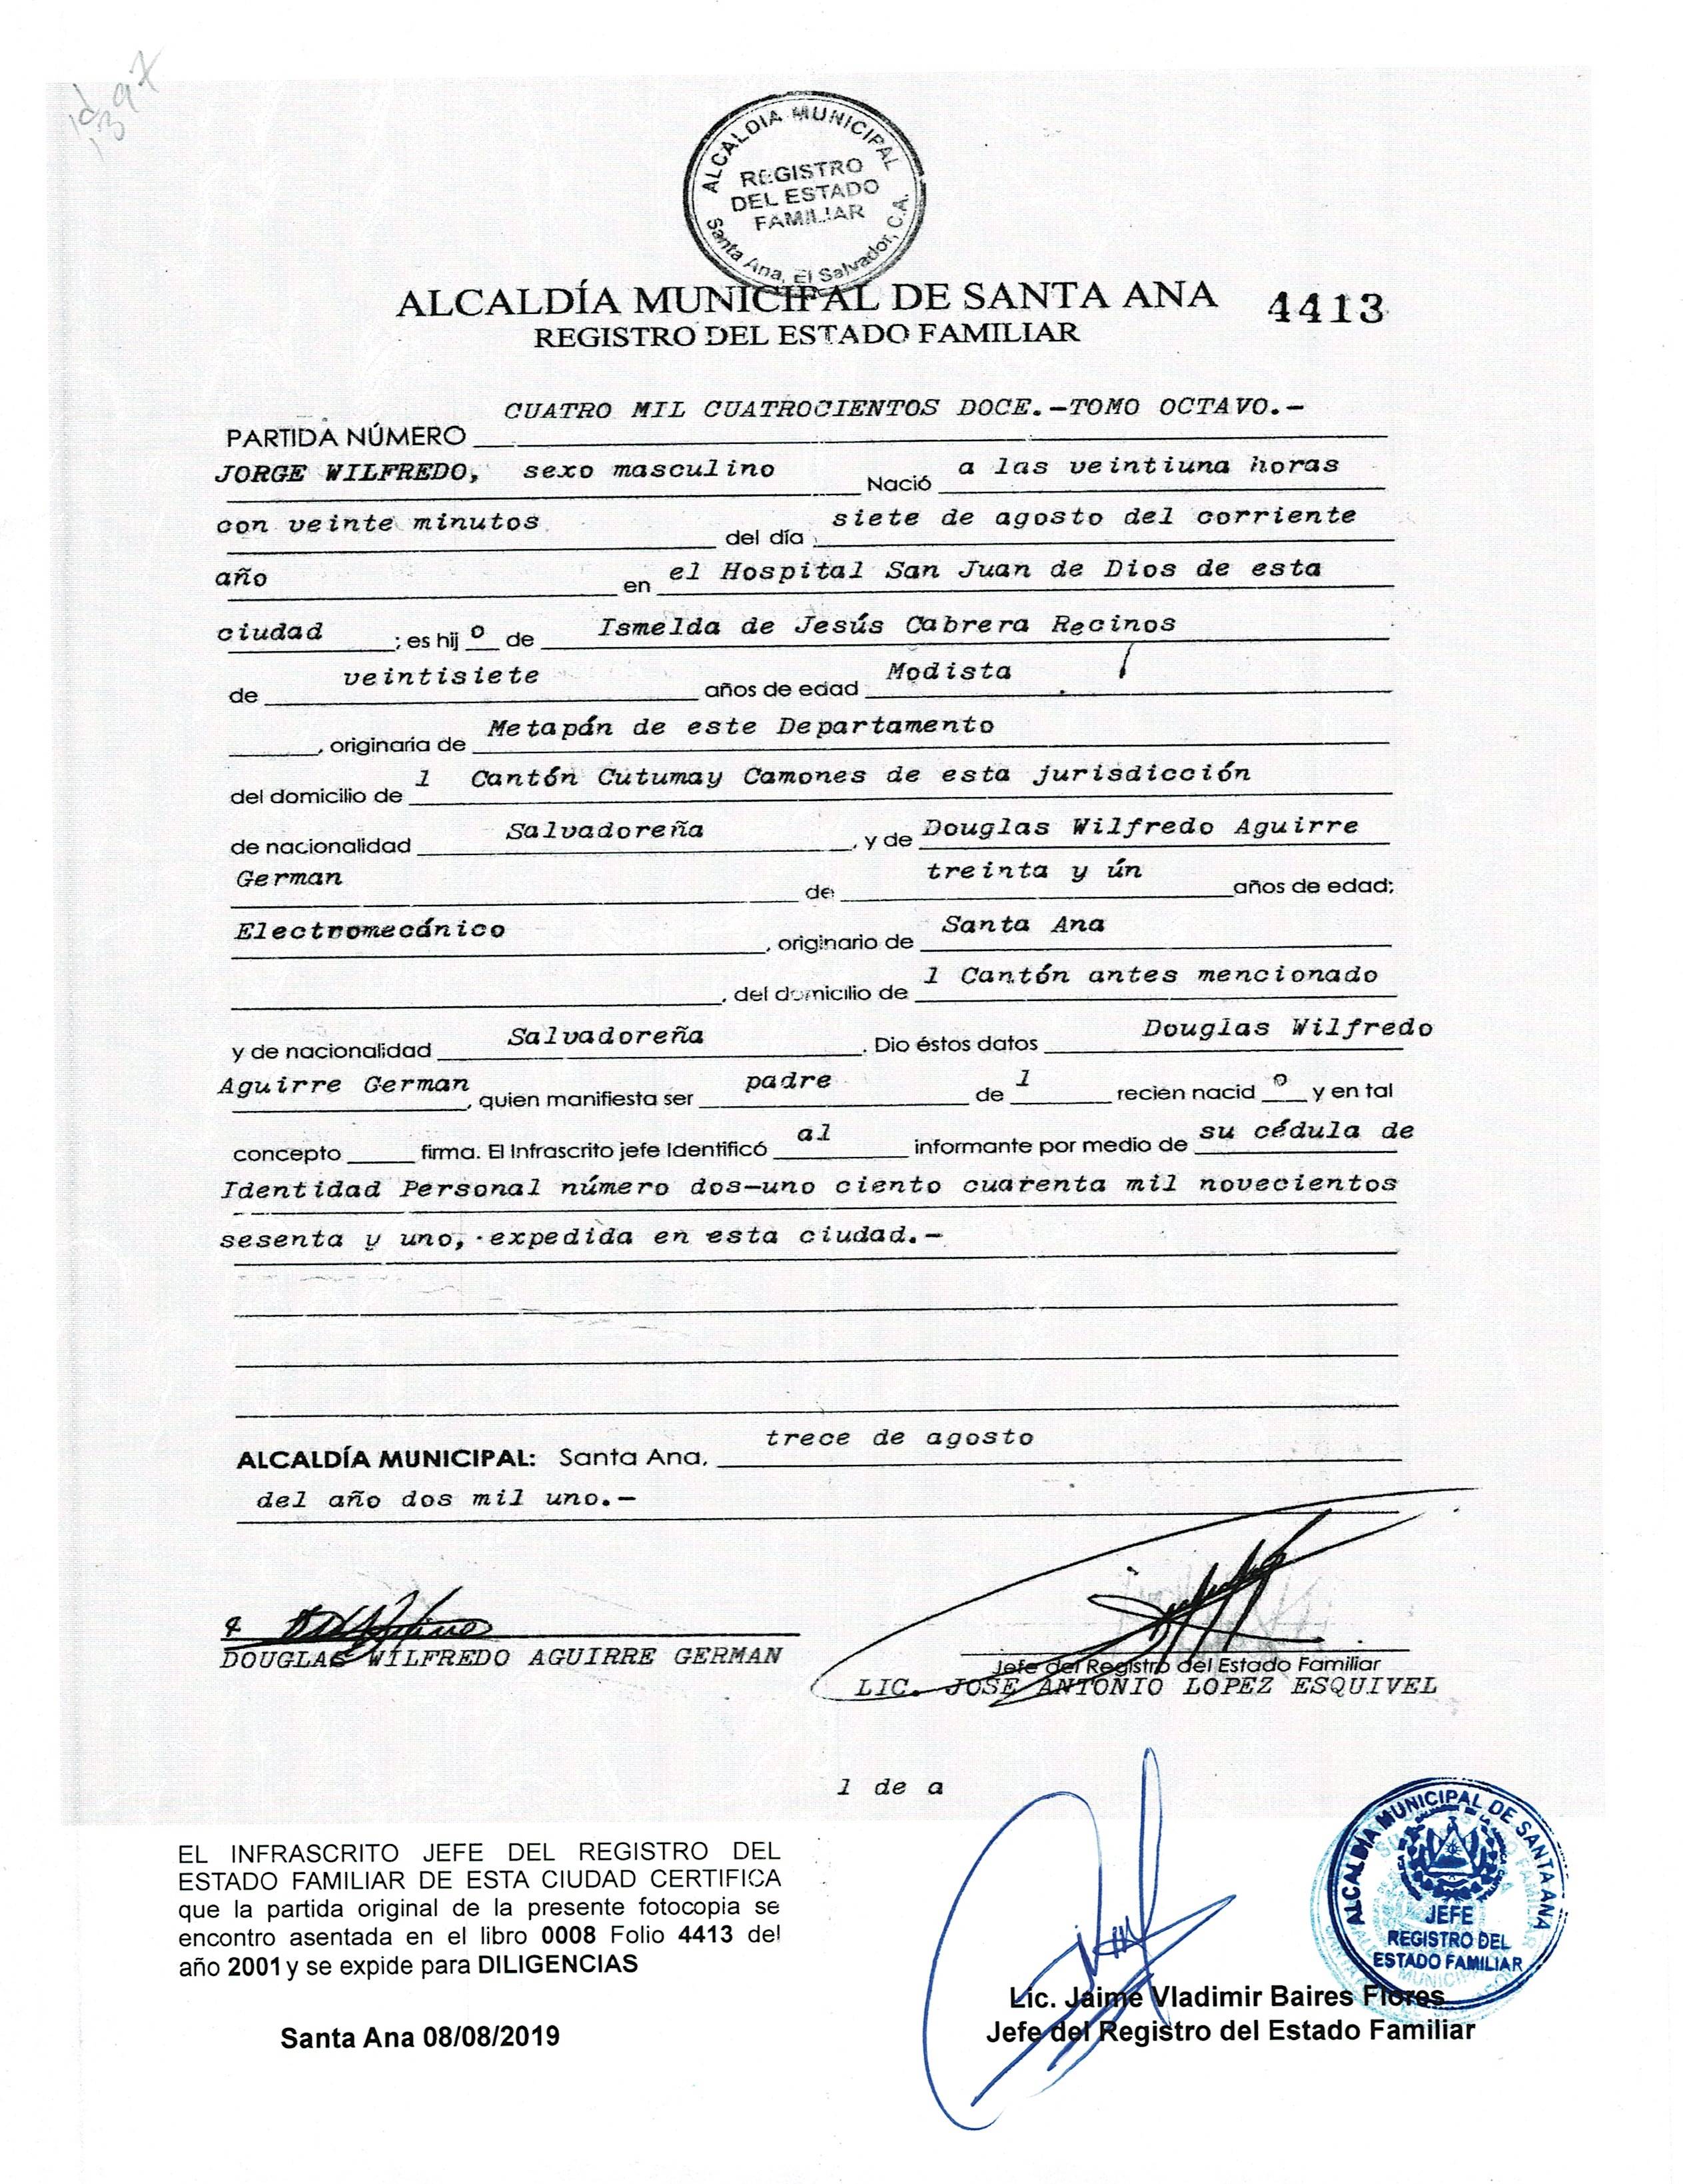 ALCALDIA MUNICIPAL
REGISTRO
DEL ESTADO
FAMILIAR
Santa Ana, El Salvador, C.A.
ALCALDÍA MUNICIPAL DE SANTA ANA 4413
REGISTRO DEL ESTADO FAMILIAR
CUATRO MIL CUATROCIENTOS DOCE.-TOMO OCTAVO.-
PARTIDA NÚMERO
JORGE WILFREDO, sexo masculino Nació a las veintiuna horas
con veinte minutos del día siete de agosto del corriente
año en el Hospital San Juan de Dios de esta
ciudad ; es hij o de Ismelda de Jesús Cabrera Recinos
de veintisiete años de edad Modista
, originaria de Metapán de este Departamento
del domicilio de l Cantón Cutumay Camones de esta jurisdicción
de nacionalidad Salvadoreña , y de Douglas Wilfredo Aguirre
German de treinta y ún años de edad;
Electromecánico , originario de Santa Ana
, del domicilio de l Cantón antes mencionado
y de nacionalidad Salvadoreña . Dio éstos datos Douglas Wilfredo
Aguirre German , quien manifiesta ser padre de l recien nacid o y en tal
concepto firma. El Infrascrito jefe Identificó al informante por medio de su cédula de
Identidad Personal número dos-uno ciento cuarenta mil novecientos
sesenta y uno, expedida en esta ciudad.-
ALCALDÍA MUNICIPAL: Santa Ana, trece de agosto
del año dos mil uno.-
DOUGLAS WILFREDO AGUIRRE GERMAN
Jefe del Registro del Estado Familiar
LIC. JOSE ANTONIO LOPEZ ESQUIVEL
l de a
EL INFRASCRITO JEFE DEL REGISTRO DEL
ESTADO FAMILIAR DE ESTA CIUDAD CERTIFICA
que la partida original de la presente fotocopia se
encontro asentada en el libro 0008 Folio 4413 del
año 2001 y se expide para DILIGENCIAS
Santa Ana 08/08/2019
ALCALDIA MUNICIPAL DE SANTA ANA
JEFE
REGISTRO DEL
ESTADO FAMILIAR
Lic. Jaime Vladimir Baires Flores
Jefe del Registro del Estado Familiar